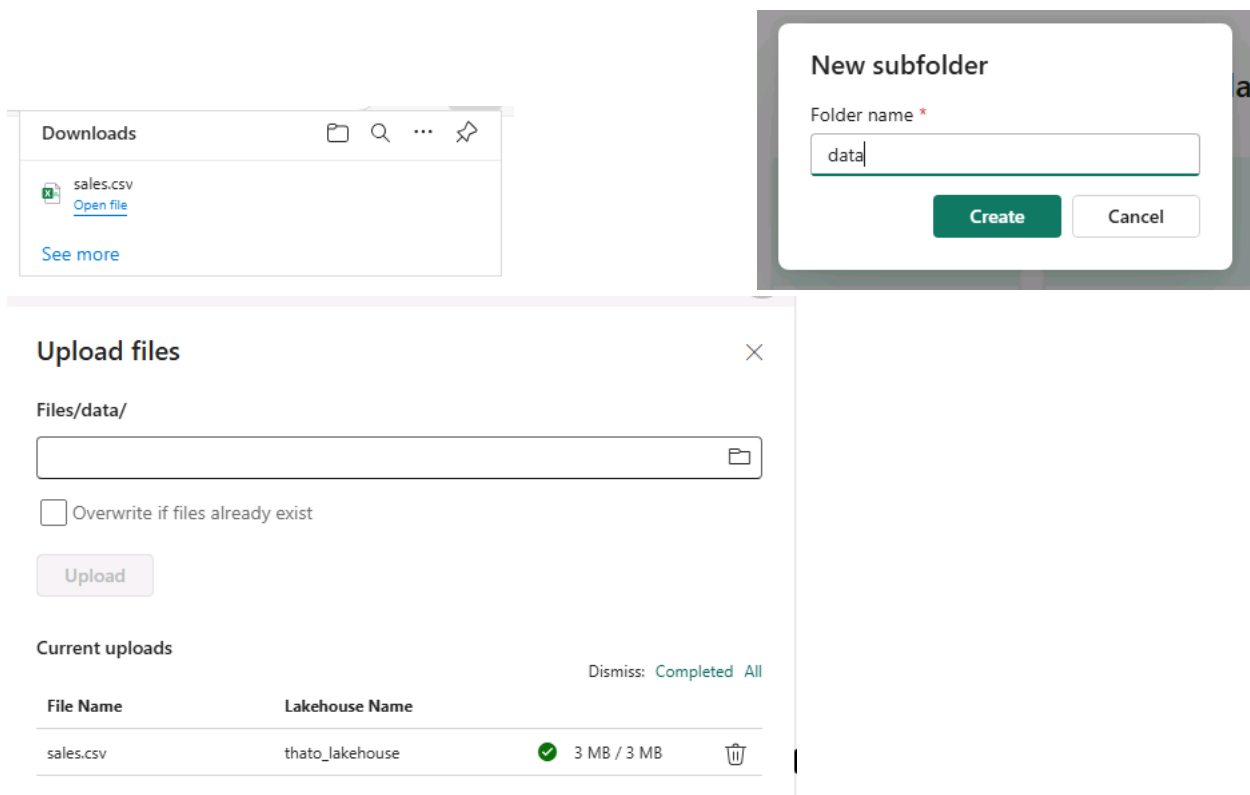 Downloads
sales.csv
Open file
See more
New subfolder
Folder name *
data
Create Cancel
Upload files
Files/data/
Overwrite if files already exist
Upload
Current uploads
Dismiss: Completed All
File Name Lakehouse Name
sales.csv thato_lakehouse 3 MB / 3 MB